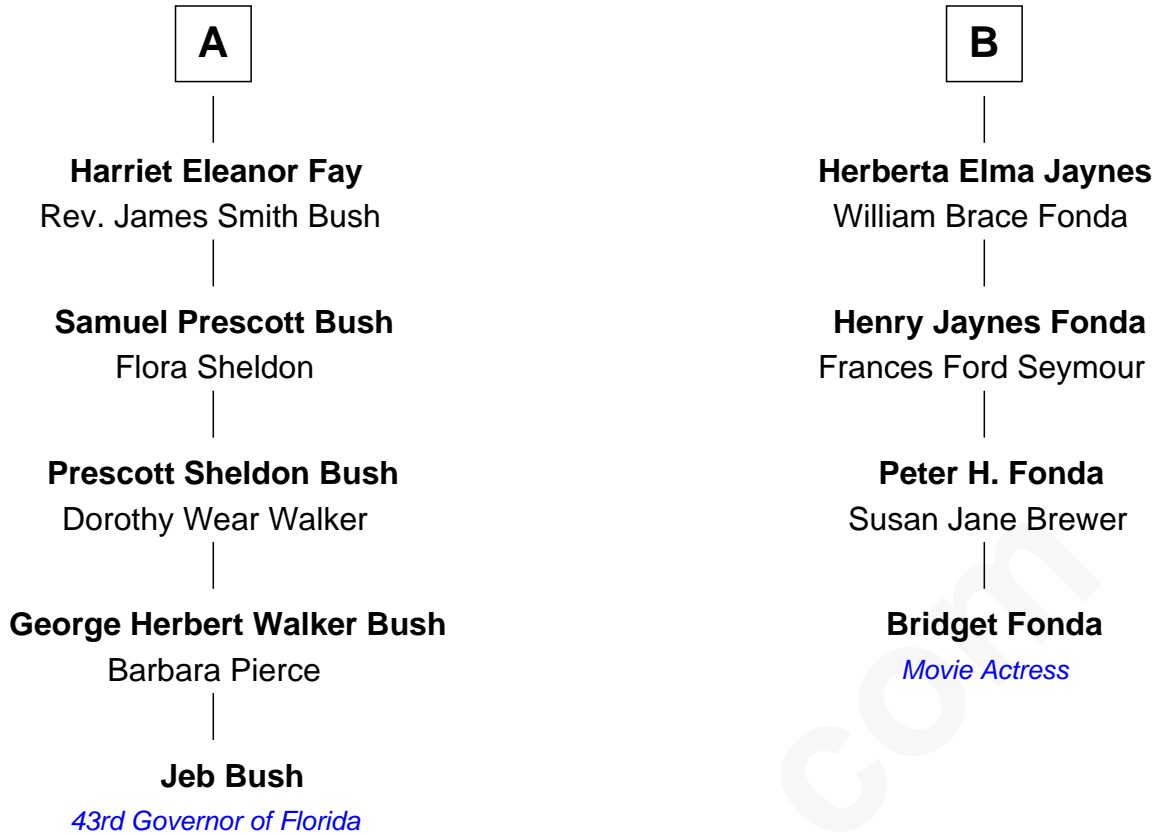 A
Harriet Eleanor Fay
Rev. James Smith Bush
Samuel Prescott Bush
Flora Sheldon
Prescott Sheldon Bush
Dorothy Wear Walker
George Herbert Walker Bush
Barbara Pierce
Jeb Bush
43rd Governor of Florida
B
Herberta Elma Jaynes
William Brace Fonda
Henry Jaynes Fonda
Frances Ford Seymour
Peter H. Fonda
Susan Jane Brewer
Bridget Fonda
Movie Actress
com